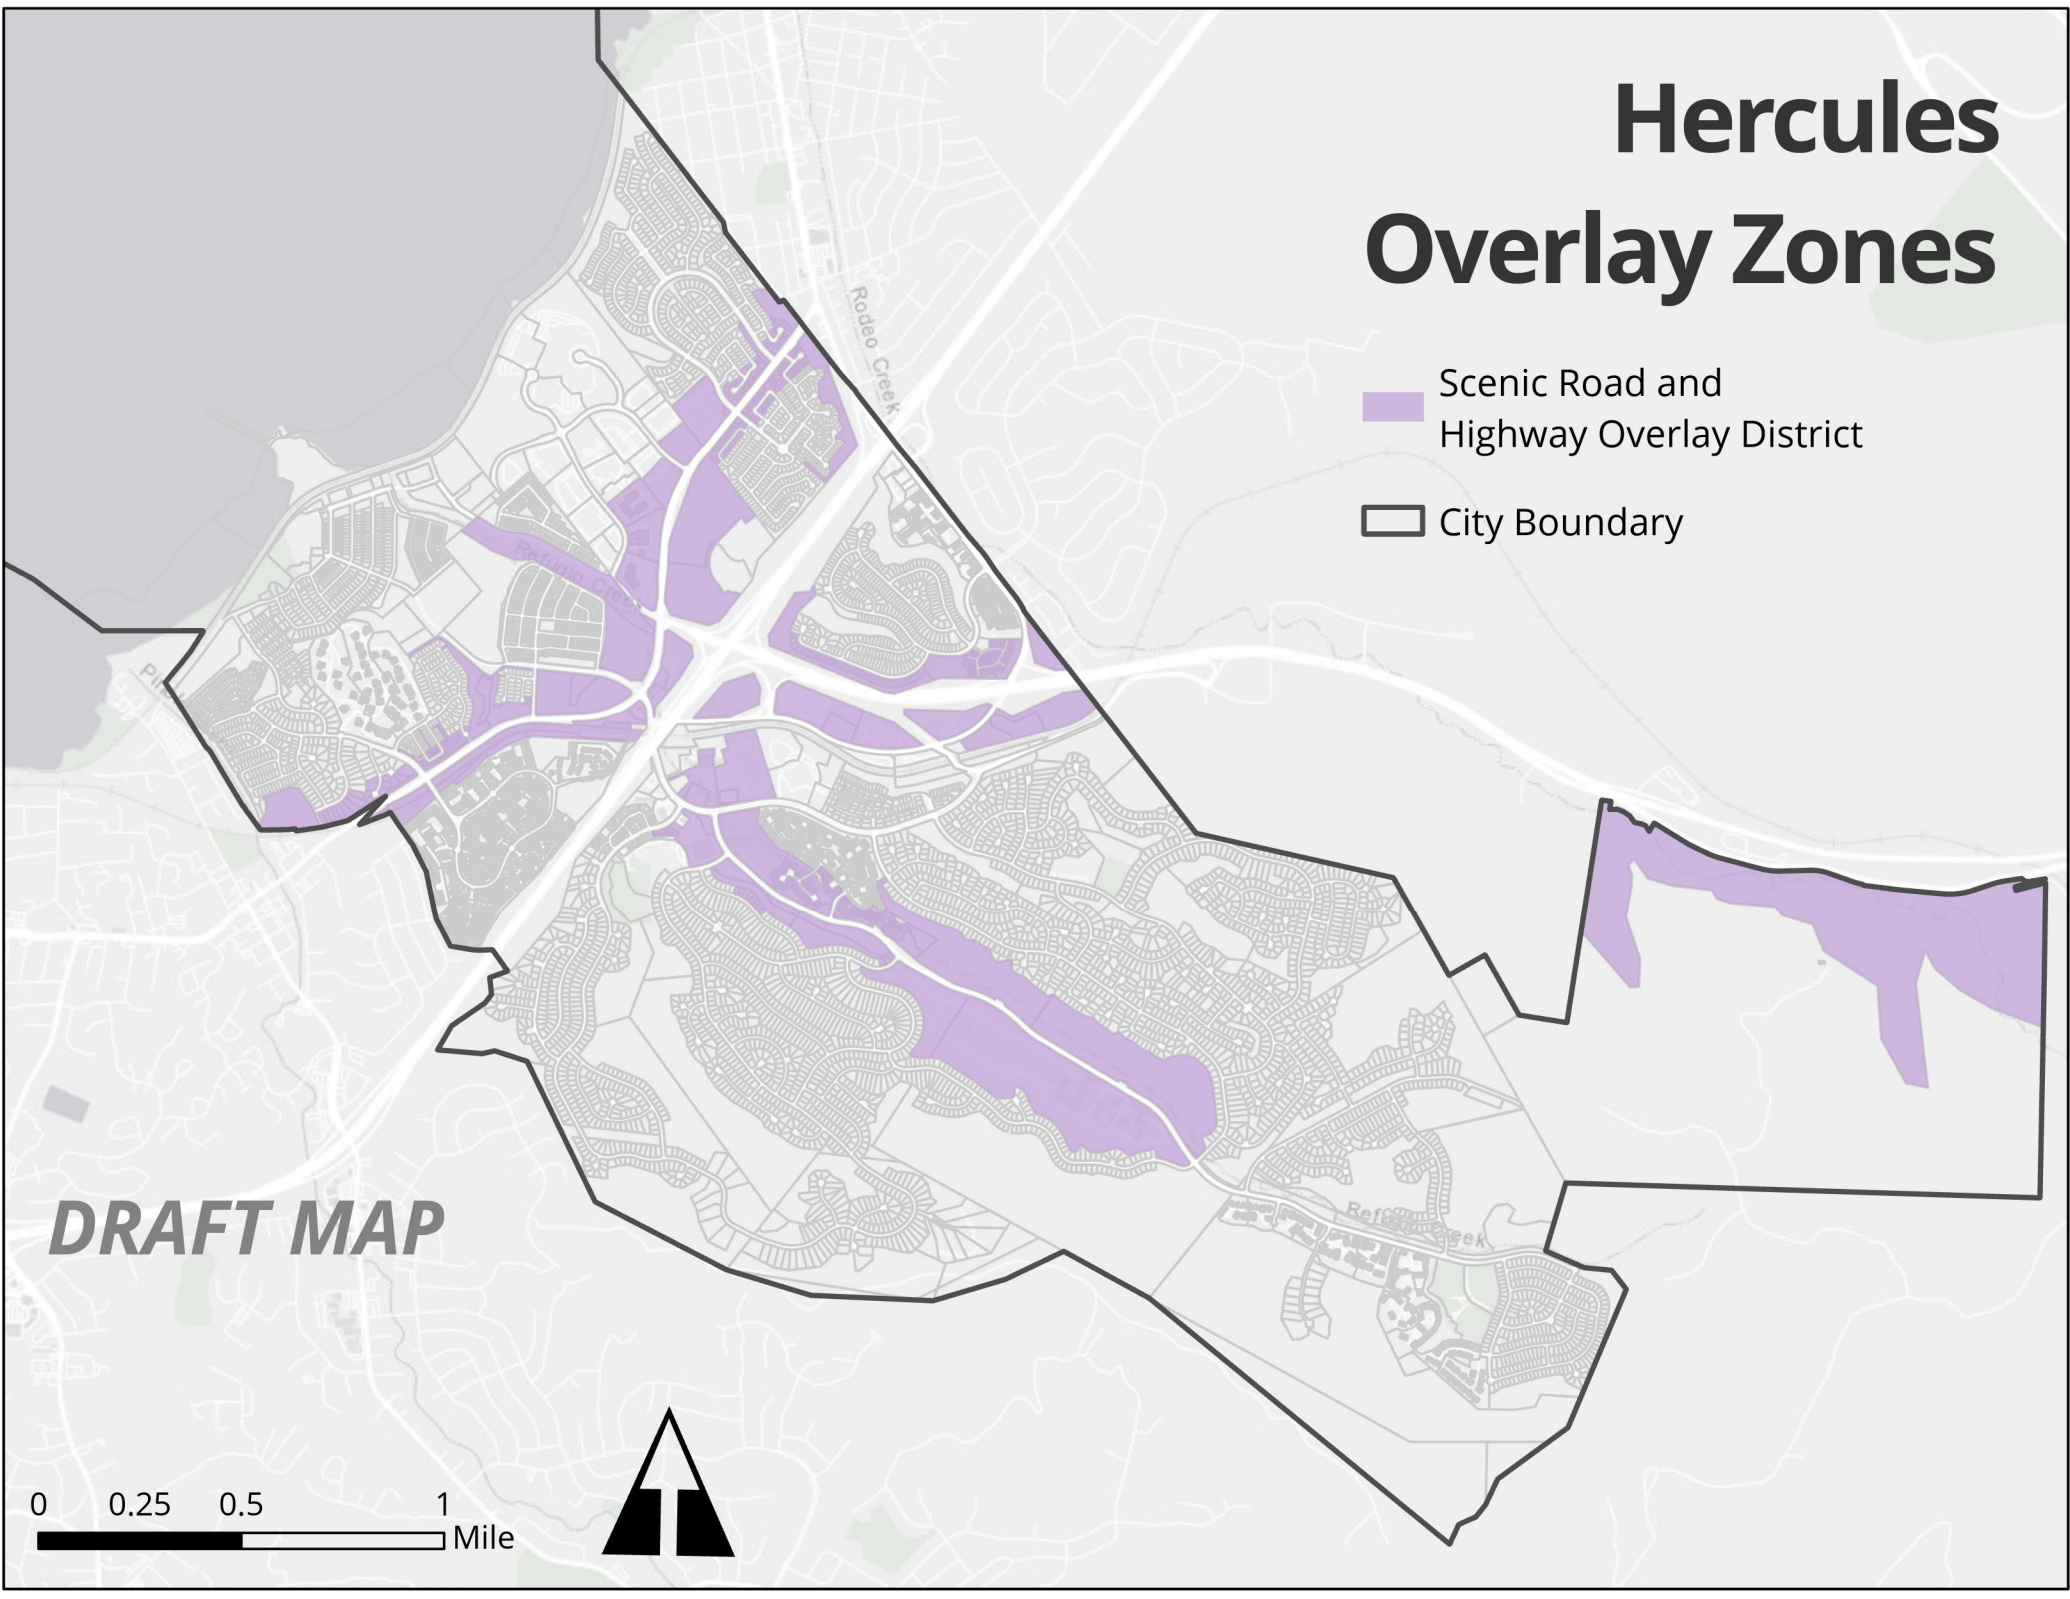 Hercules
Overlay Zones
Scenic Road and
Highway Overlay District
City Boundary
Rodeo Creek
Refugio Creek
Refugio Creek
DRAFT MAP
0 0.25 0.5 1
Mile